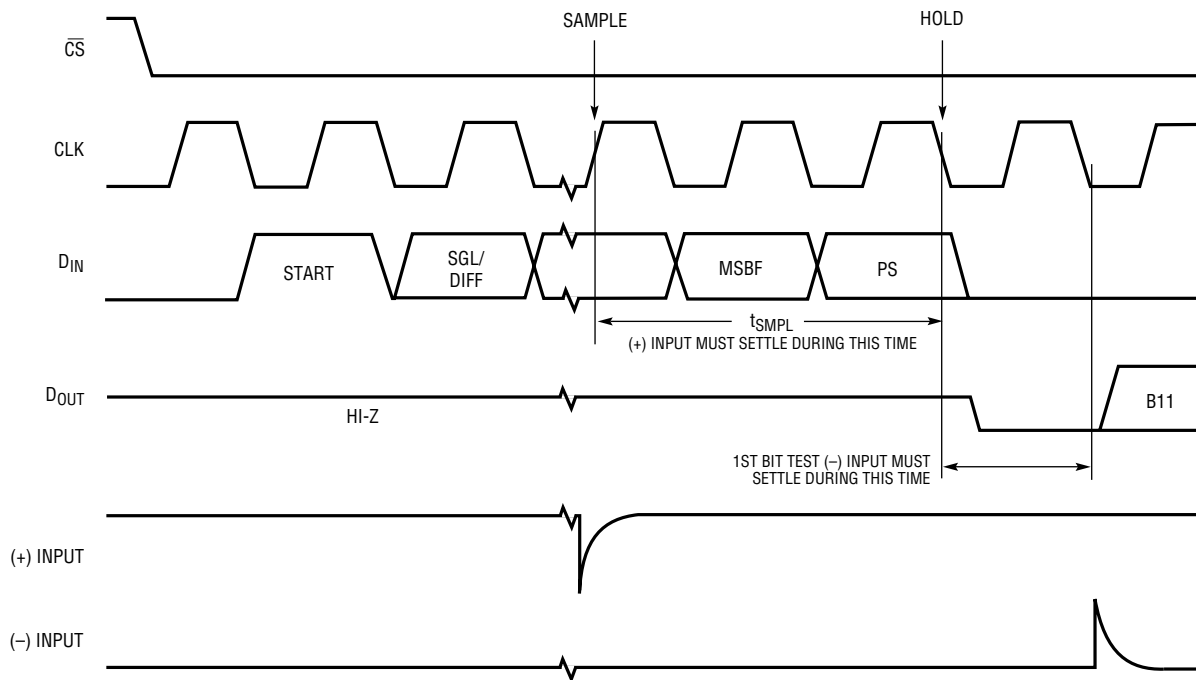 SAMPLE
HOLD
C̅S̅
CLK
DIN
START
SGL/
DIFF
MSBF
PS
tSMPL
(+) INPUT MUST SETTLE DURING THIS TIME
DOUT
HI-Z
B11
1ST BIT TEST (–) INPUT MUST
SETTLE DURING THIS TIME
(+) INPUT
(–) INPUT